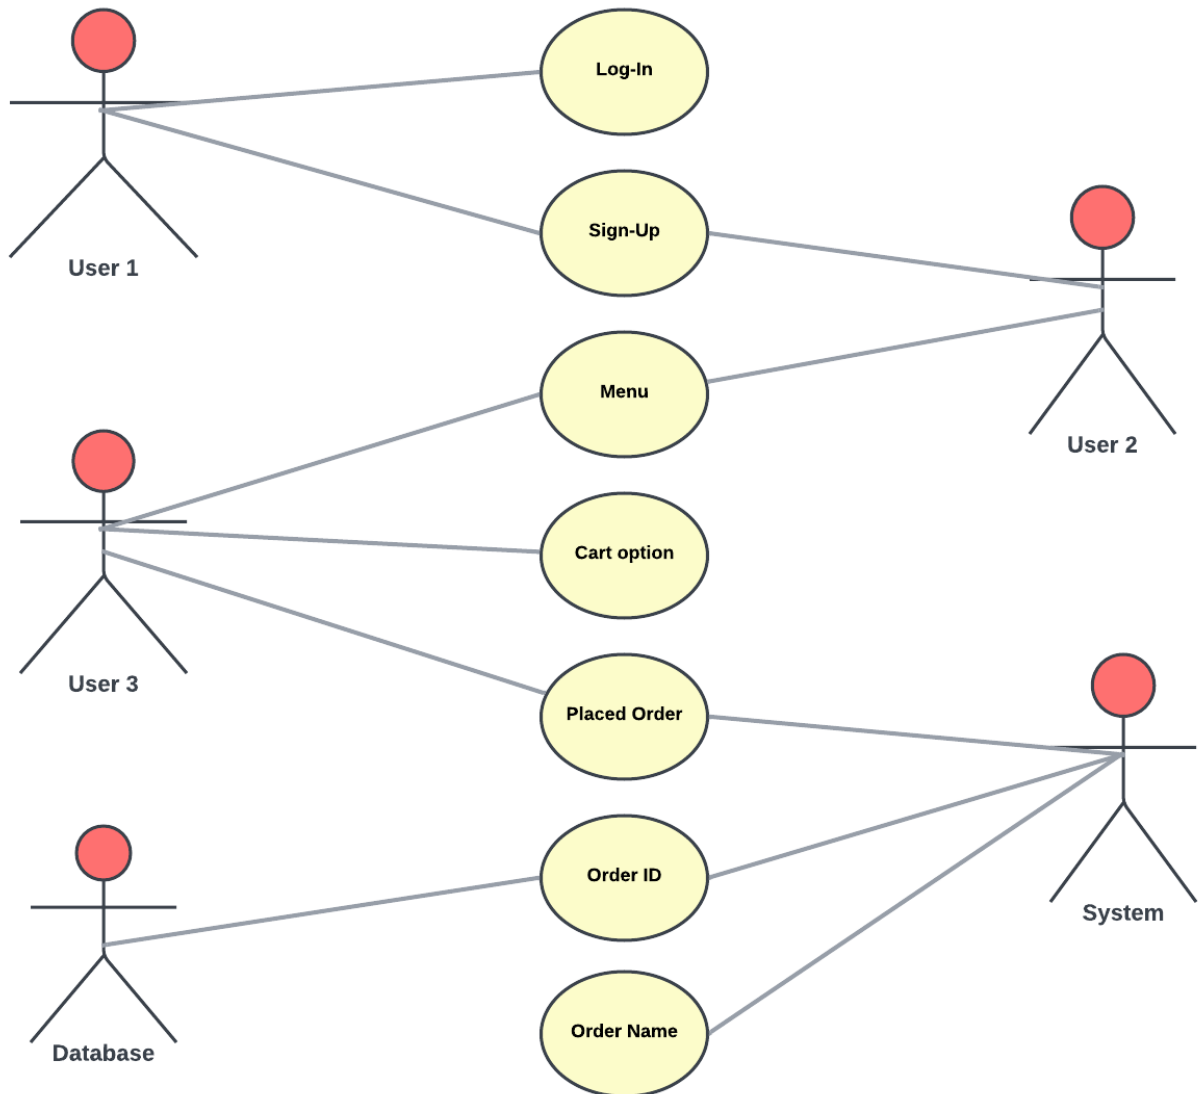 Log-In
Sign-Up
User 1
Menu
User 2
Cart option
User 3
Placed Order
Order ID
System
Order Name
Database